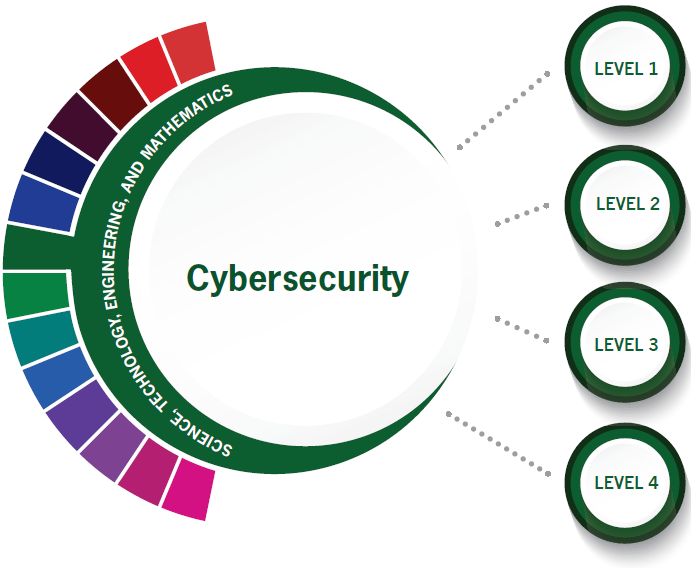 SCIENCE, TECHNOLOGY, ENGINEERING, AND MATHEMATICS
Cybersecurity
LEVEL 1
LEVEL 2
LEVEL 3
LEVEL 4